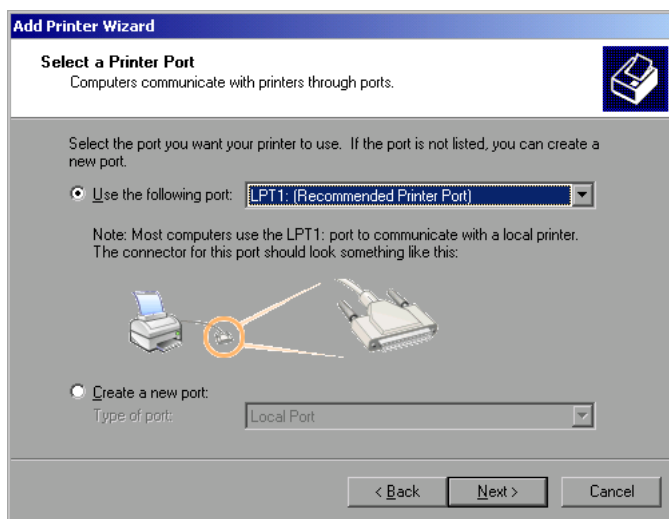 Add Printer Wizard
Select a Printer Port
Computers communicate with printers through ports.
Select the port you want your printer to use. If the port is not listed, you can create a
new port.
Use the following port: LPT1: (Recommended Printer Port)
Note: Most computers use the LPT1: port to communicate with a local printer.
The connector for this port should look something like this:
Create a new port:
Type of port: Local Port
< Back Next > Cancel